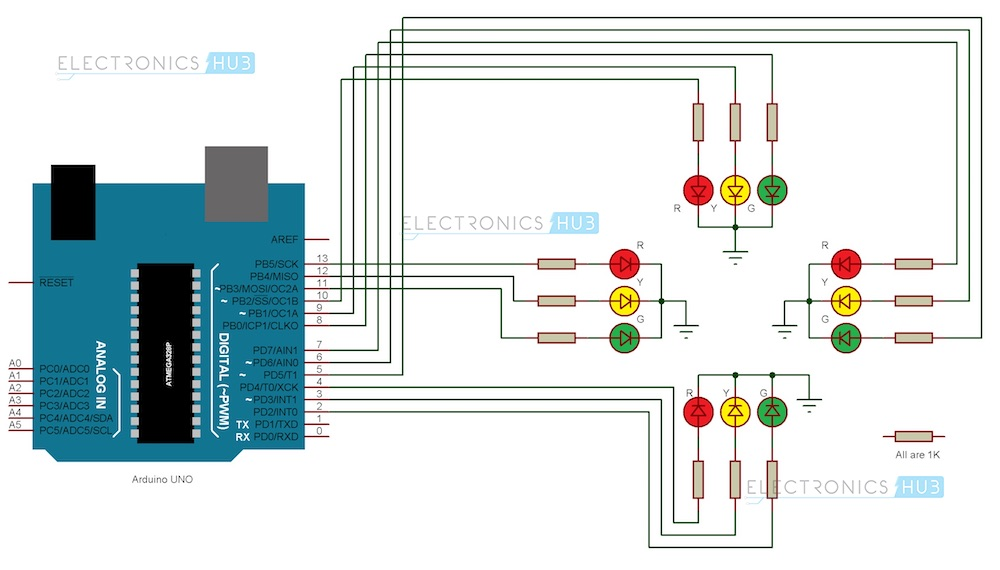 ELECTRONICS HUB
ELECTRONICS HUB
AREF
RESET
PB5/SCK 13
PB4/MISO 12
~PB3/MOSI/OC2A 11
~ PB2/SS/OC1B 10
~ PB1/OC1A 9
PB0/ICP1/CLKO 8
PD7/AIN1 7
~ PD6/AIN0 6
~ PD5/T1 5
PD4/T0/XCK 4
~ PD3/INT1 3
PD2/INT0 2
TX PD1/TXD 1
RX PD0/RXD 0
DIGITAL (~PWM)
ATMEGA328P
ANALOG IN
A0 PC0/ADC0
A1 PC1/ADC1
A2 PC2/ADC2
A3 PC3/ADC3
A4 PC4/ADC4/SDA
A5 PC5/ADC5/SCL
Arduino UNO
R Y G
R
Y
G
R
Y
G
R Y G
All are 1K
ELECTRONICS HUB